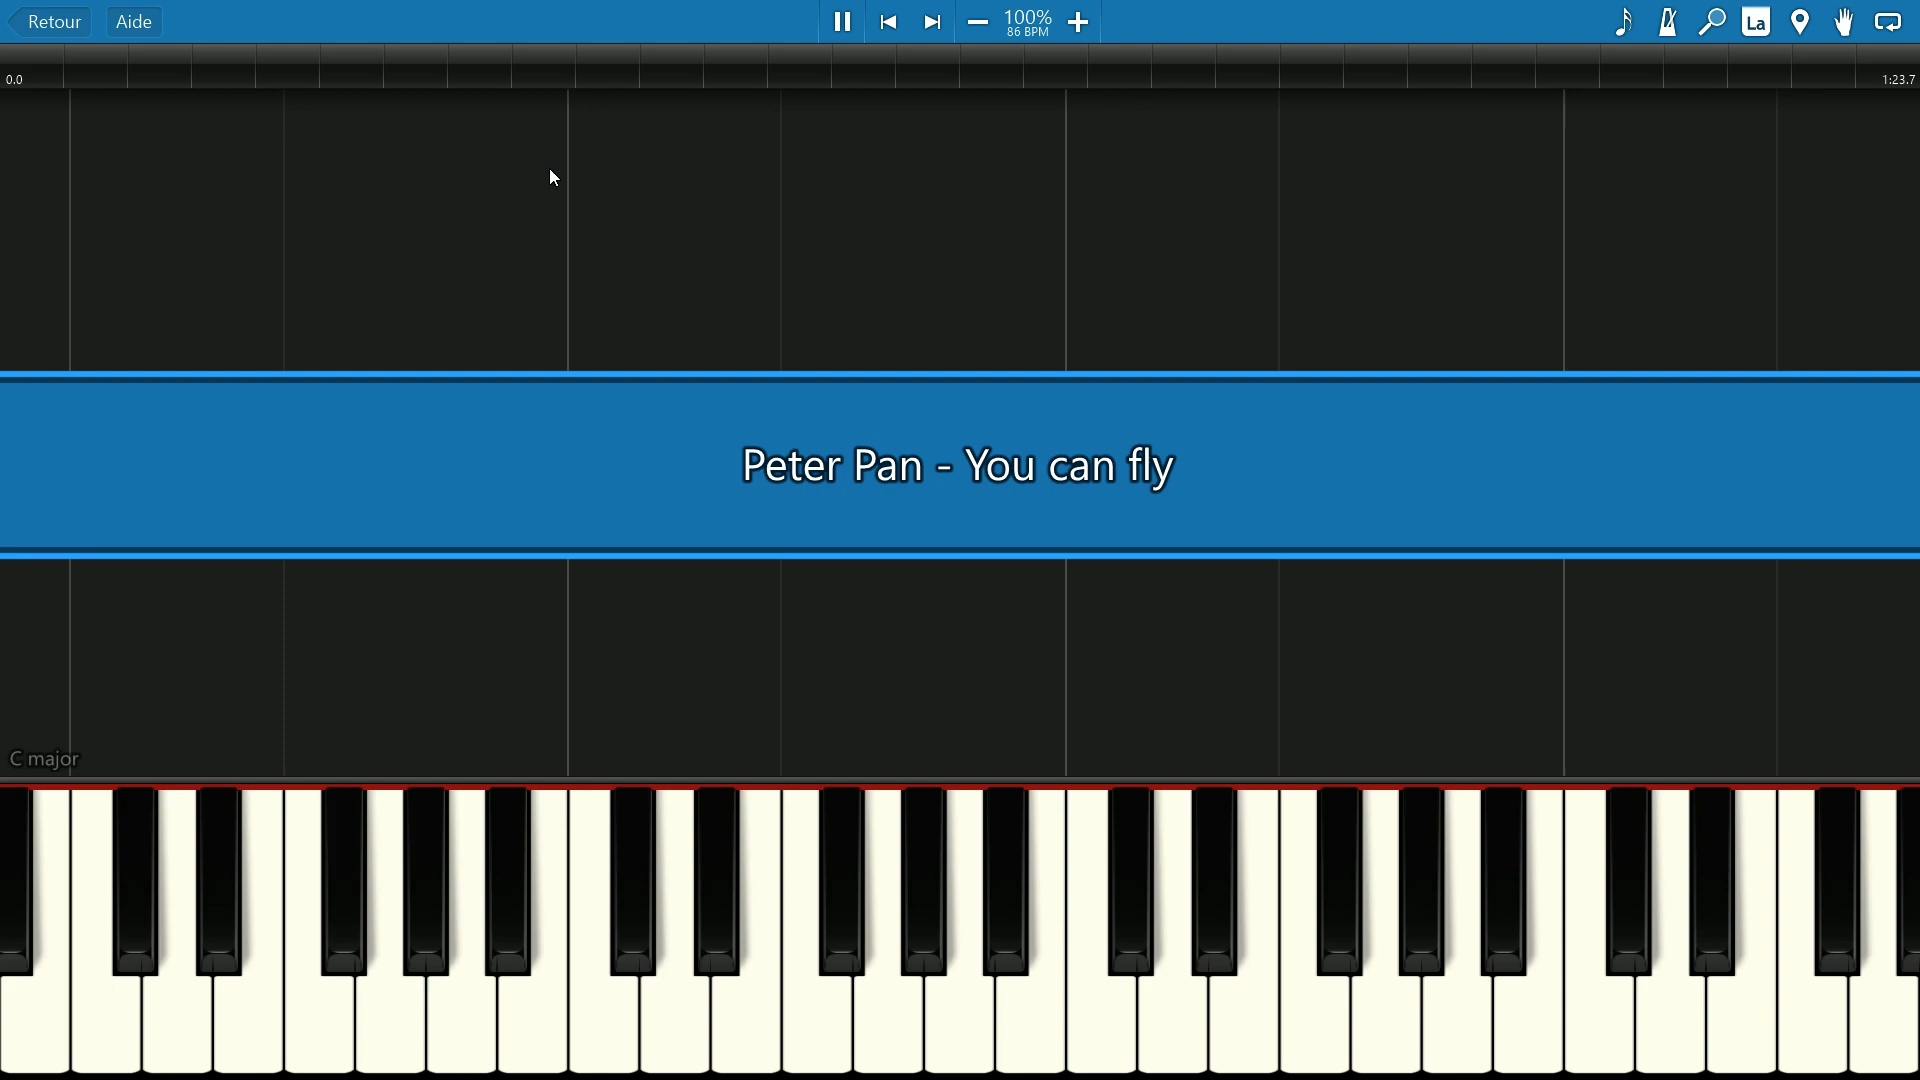 Retour
Aide
100%
86 BPM
La
0.0
1:23.7
Peter Pan - You can fly
C major